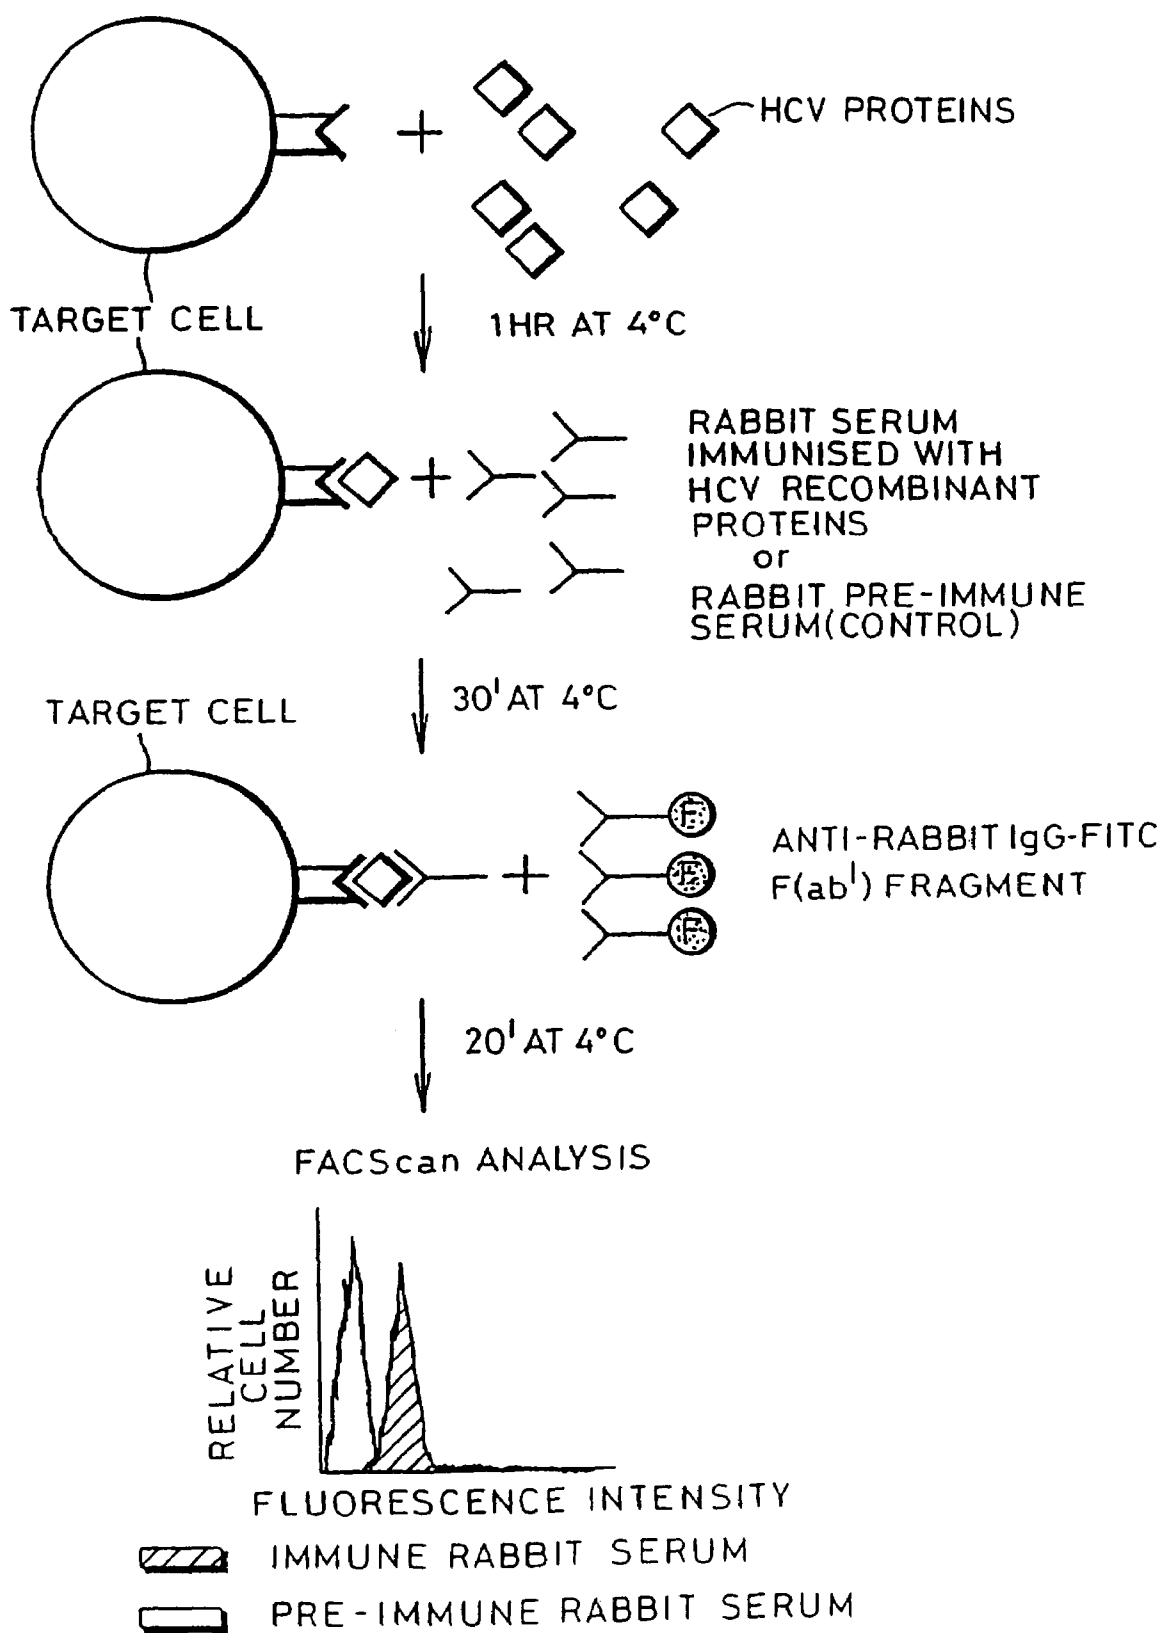 HCV PROTEINS
TARGET CELL
1HR AT 4°C
RABBIT SERUM
IMMUNISED WITH
HCV RECOMBINANT
PROTEINS
or
RABBIT PRE-IMMUNE
SERUM(CONTROL)
30' AT 4°C
TARGET CELL
F
F
F
ANTI-RABBIT IgG-FITC
F(ab') FRAGMENT
20' AT 4°C
FACScan ANALYSIS
RELATIVE
CELL
NUMBER
FLUORESCENCE INTENSITY
IMMUNE RABBIT SERUM
PRE-IMMUNE RABBIT SERUM